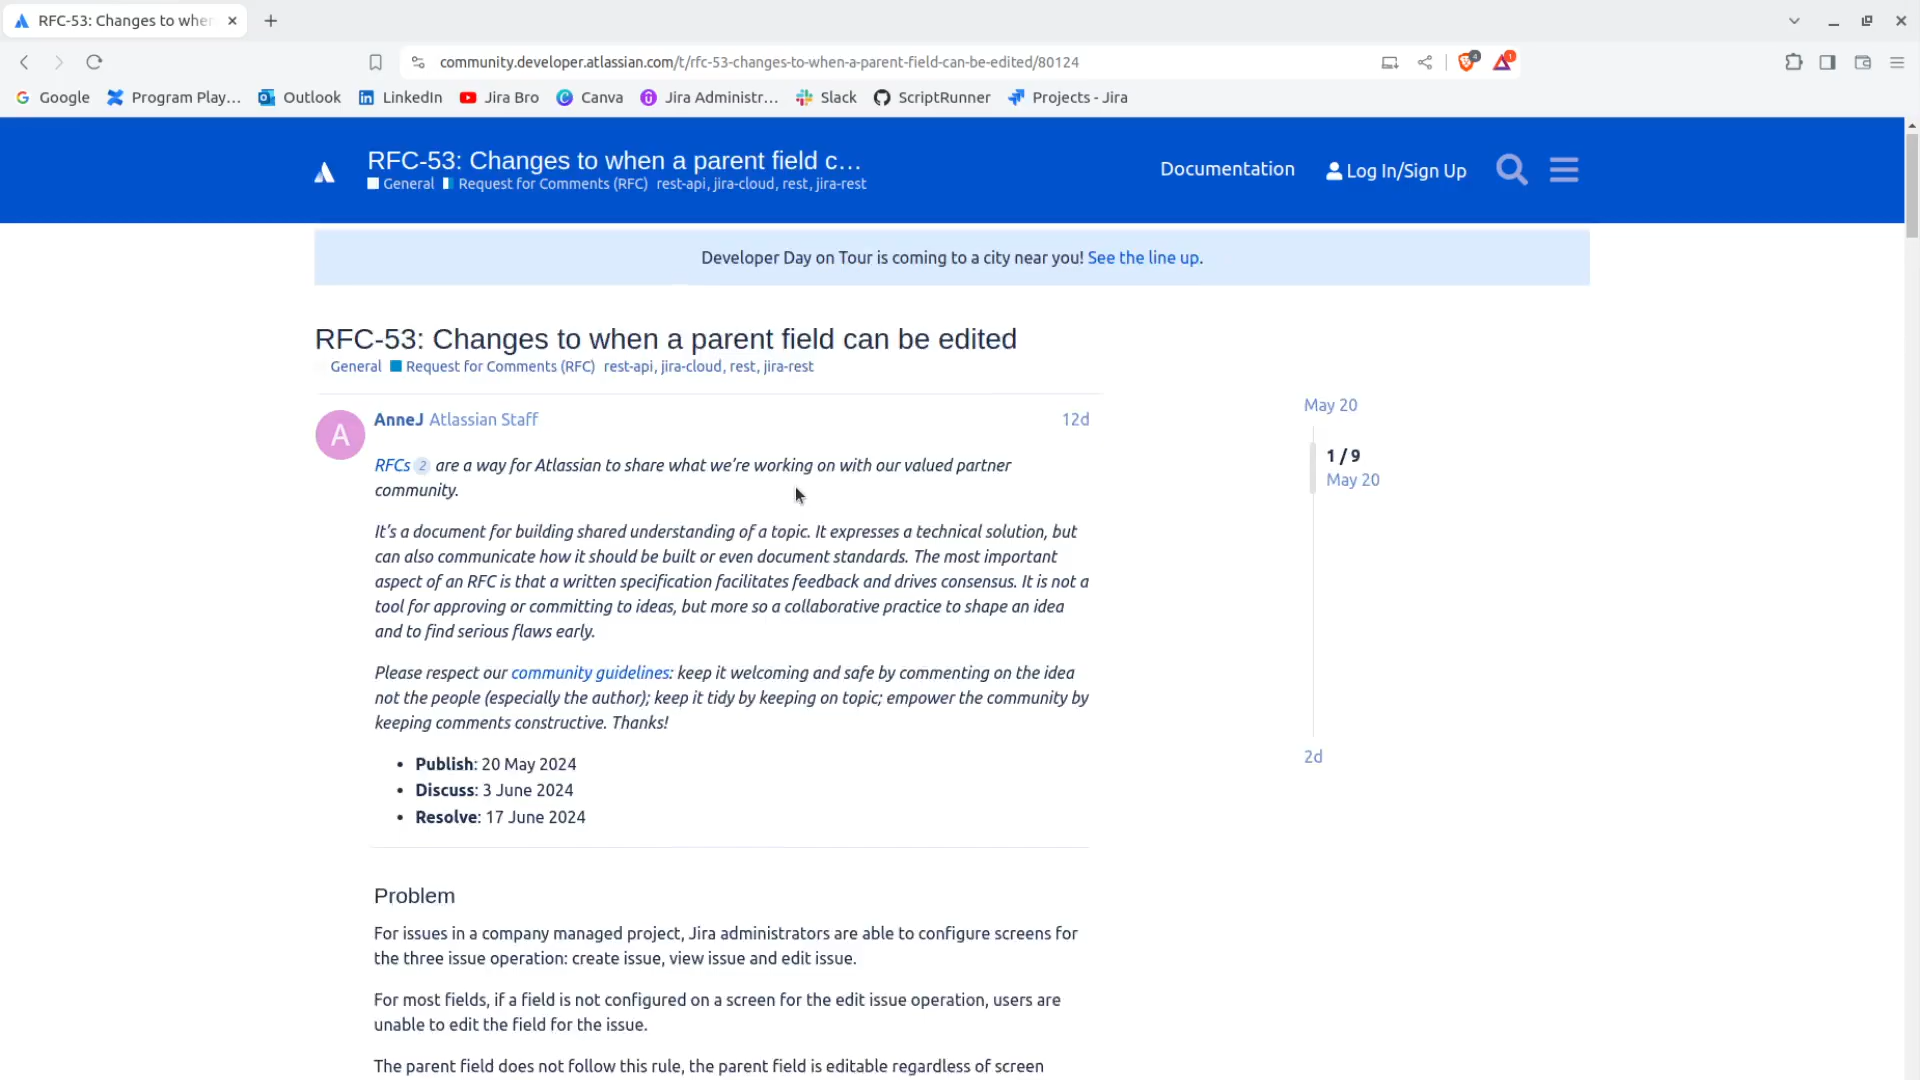 RFC-53: Changes to when
community.developer.atlassian.com/t/rfc-53-changes-to-when-a-parent-field-can-be-edited/80124
4
1
Google
Program Play...
Outlook
LinkedIn
Jira Bro
Canva
Jira Administr...
Slack
ScriptRunner
Projects - Jira
RFC-53: Changes to when a parent field c...
General Request for Comments (RFC) rest-api, jira-cloud, rest, jira-rest
Documentation
Log In/Sign Up
Developer Day on Tour is coming to a city near you! See the line up.
RFC-53: Changes to when a parent field can be edited
General Request for Comments (RFC) rest-api, jira-cloud, rest, jira-rest
A
AnneJ Atlassian Staff
12d
RFCs 2 are a way for Atlassian to share what we're working on with our valued partner
community.
It's a document for building shared understanding of a topic. It expresses a technical solution, but
can also communicate how it should be built or even document standards. The most important
aspect of an RFC is that a written specification facilitates feedback and drives consensus. It is not a
tool for approving or committing to ideas, but more so a collaborative practice to shape an idea
and to find serious flaws early.
Please respect our community guidelines: keep it welcoming and safe by commenting on the idea
not the people (especially the author); keep it tidy by keeping on topic; empower the community by
keeping comments constructive. Thanks!
• Publish: 20 May 2024
• Discuss: 3 June 2024
• Resolve: 17 June 2024
Problem
For issues in a company managed project, Jira administrators are able to configure screens for
the three issue operation: create issue, view issue and edit issue.
For most fields, if a field is not configured on a screen for the edit issue operation, users are
unable to edit the field for the issue.
The parent field does not follow this rule, the parent field is editable regardless of screen
May 20
1 / 9
May 20
2d